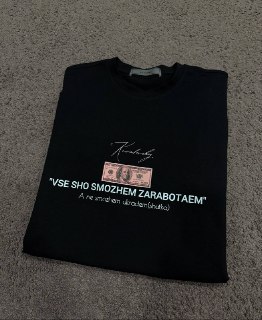 "VSE SHO SMOZHEM ZARABOTAEM"
A ne smozhem ukradem(shutka)